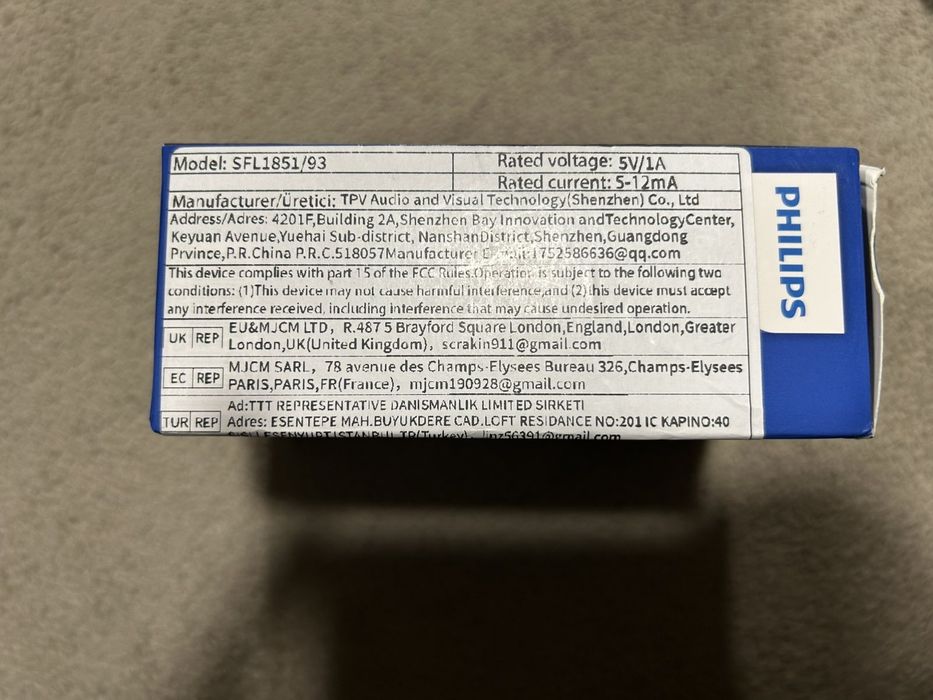 Model: SFL1851/93
Rated voltage: 5V/1A
Rated current: 5-12mA
Manufacturer/Üretici: TPV Audio and Visual Technology(Shenzhen) Co., Ltd
Address/Adres: 4201F,Building 2A,Shenzhen Bay Innovation andTechnologyCenter,
Keyuan Avenue,Yuehai Sub-district, NanshanDistrict,Shenzhen,Guangdong
Prvince,P.R.China P.R.C.518057Manufacturer E-mail:1752586636@qq.com
This device complies with part 15 of the FCC Rules.Operation is subject to the following two
conditions: (1)This device may not cause harmful interference,and (2) this device must accept
any interference received, including interference that may cause undesired operation.
UK REP
EU&MJCM LTD, R.487 5 Brayford Square London,England,London,Greater
London,UK(United Kingdom), scrakin911@gmail.com
EC REP
MJCM SARL, 78 avenue des Champs-Elysees Bureau 326,Champs-Elysees
PARIS,PARIS,FR(France), mjcm190928@gmail.com
TUR REP
Ad:TTT REPRESENTATIVE DANISMANLIK LIMITED SIRKETI
Adres: ESENTEPE MAH.BUYUKDERE CAD.LOFT RESIDANCE NO:201 IC KAPINO:40
SISLI ESENYURT ISTANBUL TR(Turkey),
PHILIPS